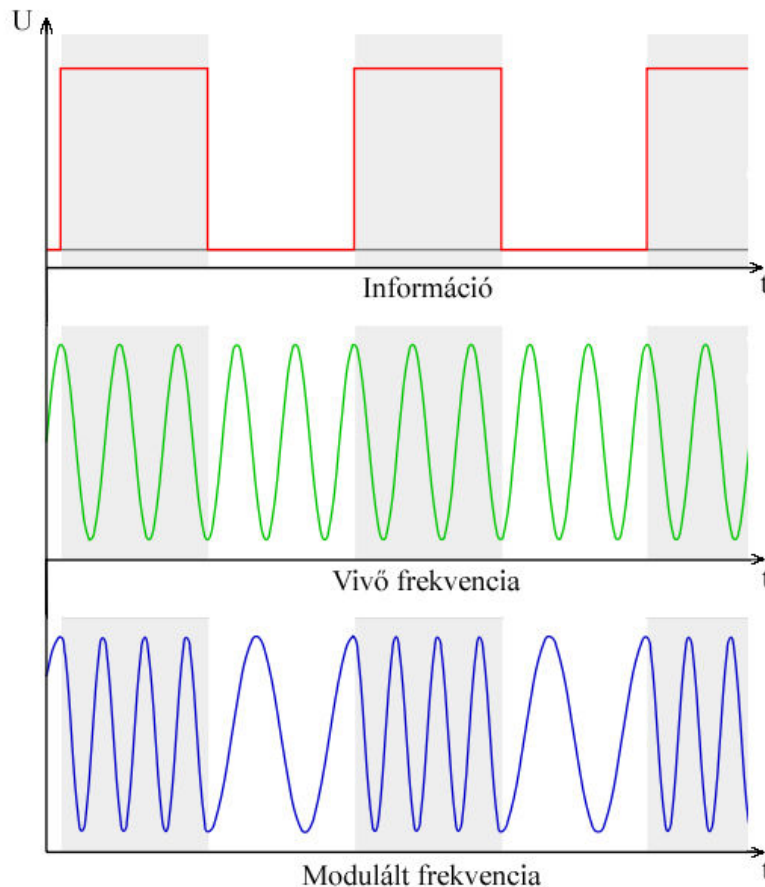 U
t
Információ
t
Vivő frekvencia
t
Modulált frekvencia